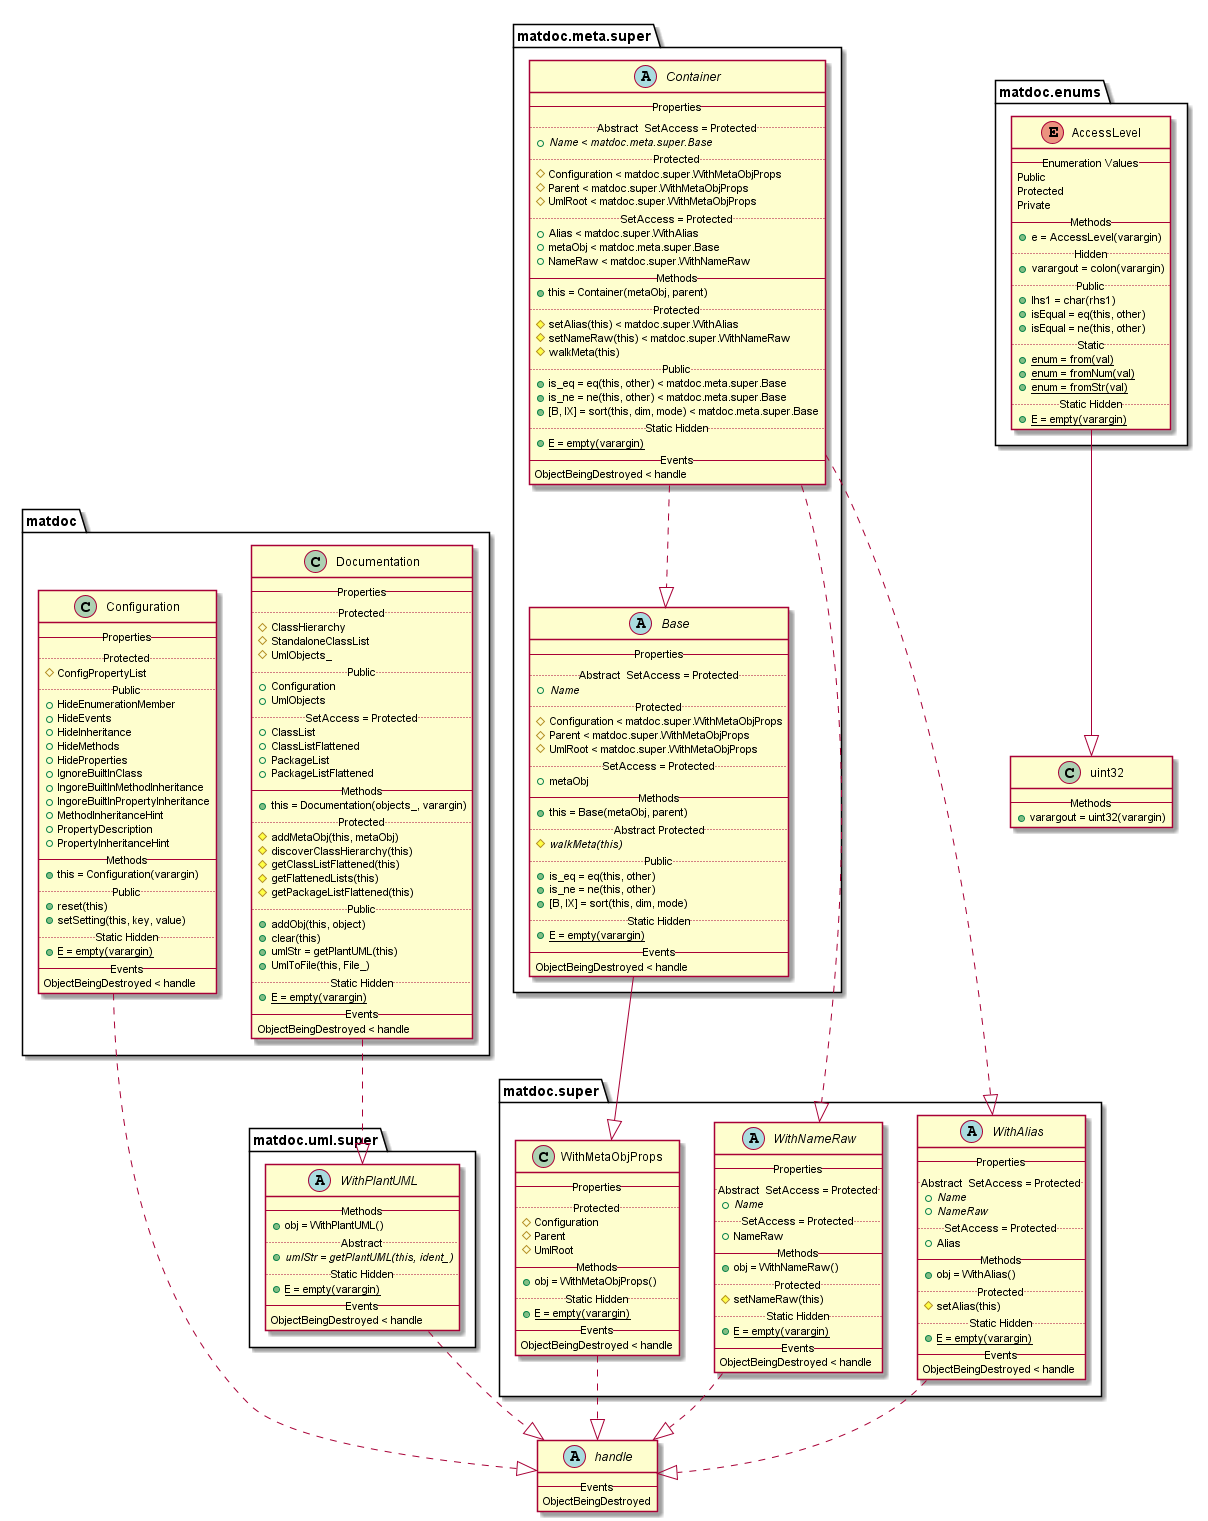 matdoc.meta.super
Container
Properties
Abstract SetAccess = Protected
Name < matdoc.meta.super.Base
Protected
Configuration < matdoc.super.WithMetaObjProps
Parent < matdoc.super.WithMetaObjProps
UmlRoot < matdoc.super.WithMetaObjProps
SetAccess = Protected
Alias < matdoc.super.WithAlias
metaObj < matdoc.meta.super.Base
NameRaw < matdoc.super.WithNameRaw
Methods
this = Container(metaObj, parent)
Protected
setAlias(this) < matdoc.super.WithAlias
setNameRaw(this) < matdoc.super.WithNameRaw
walkMeta(this)
Public
is_eq = eq(this, other) < matdoc.meta.super.Base
is_ne = ne(this, other) < matdoc.meta.super.Base
[B, IX] = sort(this, dim, mode) < matdoc.meta.super.Base
Static Hidden
E = empty(varargin)
Events
ObjectBeingDestroyed < handle
matdoc.enums
AccessLevel
Enumeration Values
Public
Protected
Private
Methods
e = AccessLevel(varargin)
Hidden
varargout = colon(varargin)
Public
lhs1 = char(rhs1)
isEqual = eq(this, other)
isEqual = ne(this, other)
Static
enum = from(val)
enum = fromNum(val)
enum = fromStr(val)
Static Hidden
E = empty(varargin)
matdoc
Configuration
Properties
Protected
ConfigPropertyList
Public
HideEnumerationMember
HideEvents
HideInheritance
HideMethods
HideProperties
IgnoreBuiltInClass
IngoreBuiltInMethodInheritance
IngoreBuiltInPropertyInheritance
MethodInheritanceHint
PropertyDescription
PropertyInheritanceHint
Methods
this = Configuration(varargin)
Public
reset(this)
setSetting(this, key, value)
Static Hidden
E = empty(varargin)
Events
ObjectBeingDestroyed < handle
Documentation
Properties
Protected
ClassHierarchy
StandaloneClassList
UmlObjects_
Public
Configuration
UmlObjects
SetAccess = Protected
ClassList
ClassListFlattened
PackageList
PackageListFlattened
Methods
this = Documentation(objects_, varargin)
Protected
addMetaObj(this, metaObj)
discoverClassHierarchy(this)
getClassListFlattened(this)
getFlattenedLists(this)
getPackageListFlattened(this)
Public
addObj(this, object)
clear(this)
umlStr = getPlantUML(this)
UmlToFile(this, File_)
Static Hidden
E = empty(varargin)
Events
ObjectBeingDestroyed < handle
Base
Properties
Abstract SetAccess = Protected
Name
Protected
Configuration < matdoc.super.WithMetaObjProps
Parent < matdoc.super.WithMetaObjProps
UmlRoot < matdoc.super.WithMetaObjProps
SetAccess = Protected
metaObj
Methods
this = Base(metaObj, parent)
Abstract Protected
walkMeta(this)
Public
is_eq = eq(this, other)
is_ne = ne(this, other)
[B, IX] = sort(this, dim, mode)
Static Hidden
E = empty(varargin)
Events
ObjectBeingDestroyed < handle
uint32
Methods
varargout = uint32(varargin)
matdoc.uml.super
WithPlantUML
Methods
obj = WithPlantUML()
Abstract
umlStr = getPlantUML(this, ident_)
Static Hidden
E = empty(varargin)
Events
ObjectBeingDestroyed < handle
matdoc.super
WithMetaObjProps
Properties
Protected
Configuration
Parent
UmlRoot
Methods
obj = WithMetaObjProps()
Static Hidden
E = empty(varargin)
Events
ObjectBeingDestroyed < handle
WithNameRaw
Properties
Abstract SetAccess = Protected
Name
SetAccess = Protected
NameRaw
Methods
obj = WithNameRaw()
Protected
setNameRaw(this)
Static Hidden
E = empty(varargin)
Events
ObjectBeingDestroyed < handle
WithAlias
Properties
Abstract SetAccess = Protected
Name
NameRaw
SetAccess = Protected
Alias
Methods
obj = WithAlias()
Protected
setAlias(this)
Static Hidden
E = empty(varargin)
Events
ObjectBeingDestroyed < handle
handle
Events
ObjectBeingDestroyed